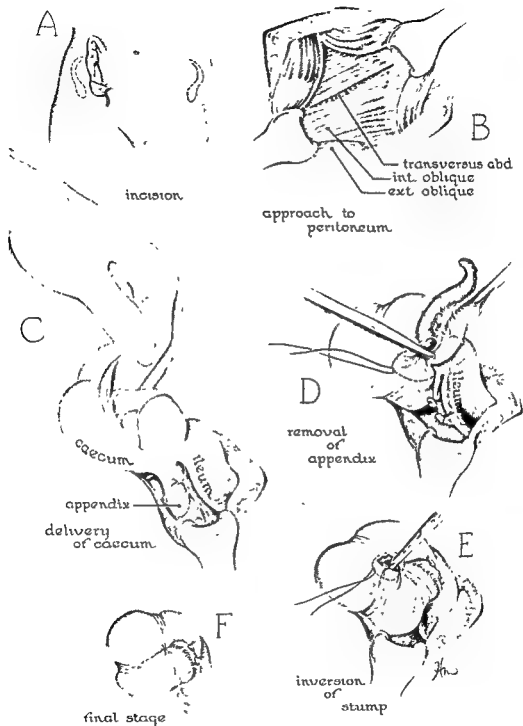 A
incision
B
transversus abd
int. oblique
ext. oblique
approach to
peritoneum
C
caecum
ileum
appendix
delivery
of caecum
D
ileum
removal
of
appendix
E
inversion
of
stump
F
final stage